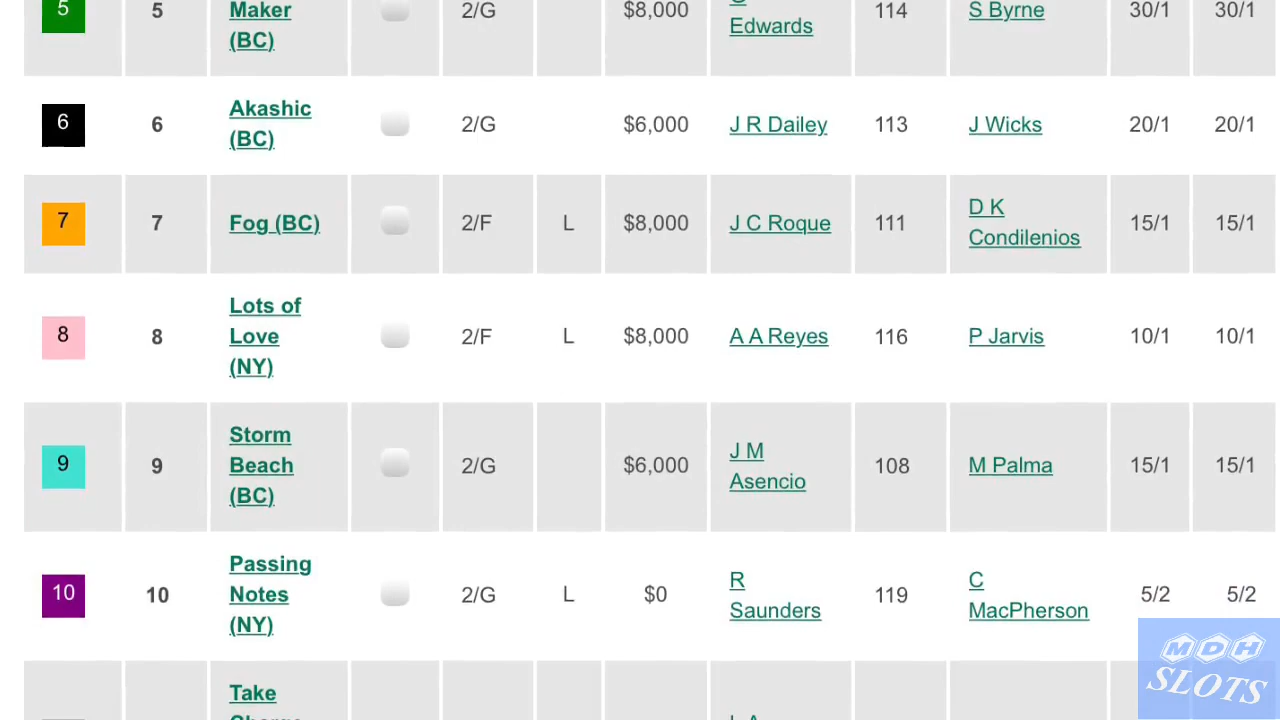 5 5 Maker 2/G $8,000 Edwards 114 S Byrne 30/1 30/1
(BC)
6 6 Akashic 2/G $6,000 J R Dailey 113 J Wicks 20/1 20/1
(BC)
7 7 Fog (BC) 2/F L $8,000 J C Roque 111 D K
Condilenios 15/1 15/1
8 8 Lots of
Love 2/F L $8,000 A A Reyes 116 P Jarvis 10/1 10/1
(NY)
9 9 Storm
Beach 2/G $6,000 J M
Asencio 108 M Palma 15/1 15/1
(BC)
10 10 Passing
Notes 2/G L $0 R
Saunders 119 C
MacPherson 5/2 5/2
(NY)
Take
MDH
SLOTS